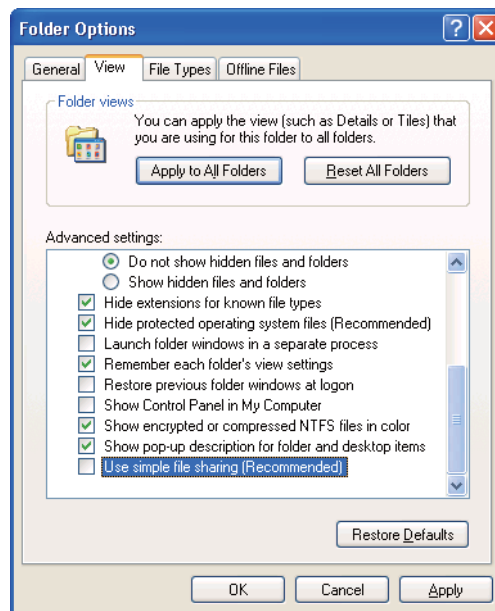 Folder Options
General View File Types Offline Files
Folder views
You can apply the view (such as Details or Tiles) that
you are using for this folder to all folders.
Apply to All Folders Reset All Folders
Advanced settings:
Do not show hidden files and folders
Show hidden files and folders
Hide extensions for known file types
Hide protected operating system files (Recommended)
Launch folder windows in a separate process
Remember each folder's view settings
Restore previous folder windows at logon
Show Control Panel in My Computer
Show encrypted or compressed NTFS files in color
Show pop-up description for folder and desktop items
Use simple file sharing (Recommended)
Restore Defaults
OK Cancel Apply